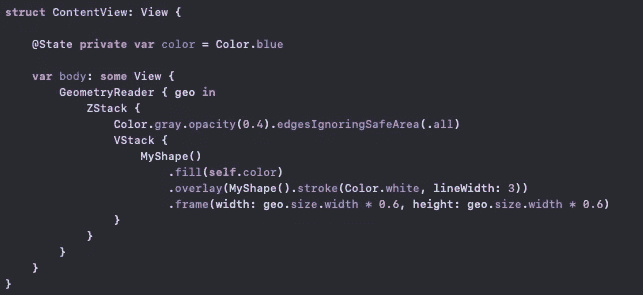 struct ContentView: View {
@State private var color = Color.blue
var body: some View {
GeometryReader { geo in
ZStack {
Color.gray.opacity(0.4).edgesIgnoringSafeArea(.all)
VStack {
MyShape()
.fill(self.color)
.overlay(MyShape().stroke(Color.white, lineWidth: 3))
.frame(width: geo.size.width * 0.6, height: geo.size.width * 0.6)
}
}
}
}
}